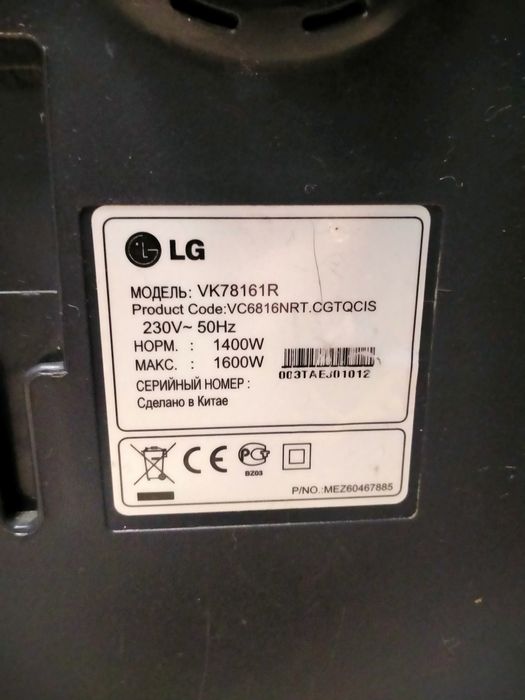 LG
МОДЕЛЬ: VK78161R
Product Code:VC6816NRT.CGTQCIS
230V~ 50Hz
НОРМ. : 1400W
МАКС. : 1600W
003TAEJ01012
СЕРИЙНЫЙ НОМЕР :
Сделано в Китае
CE PCT
BZ03
P/NO.:MEZ60467885